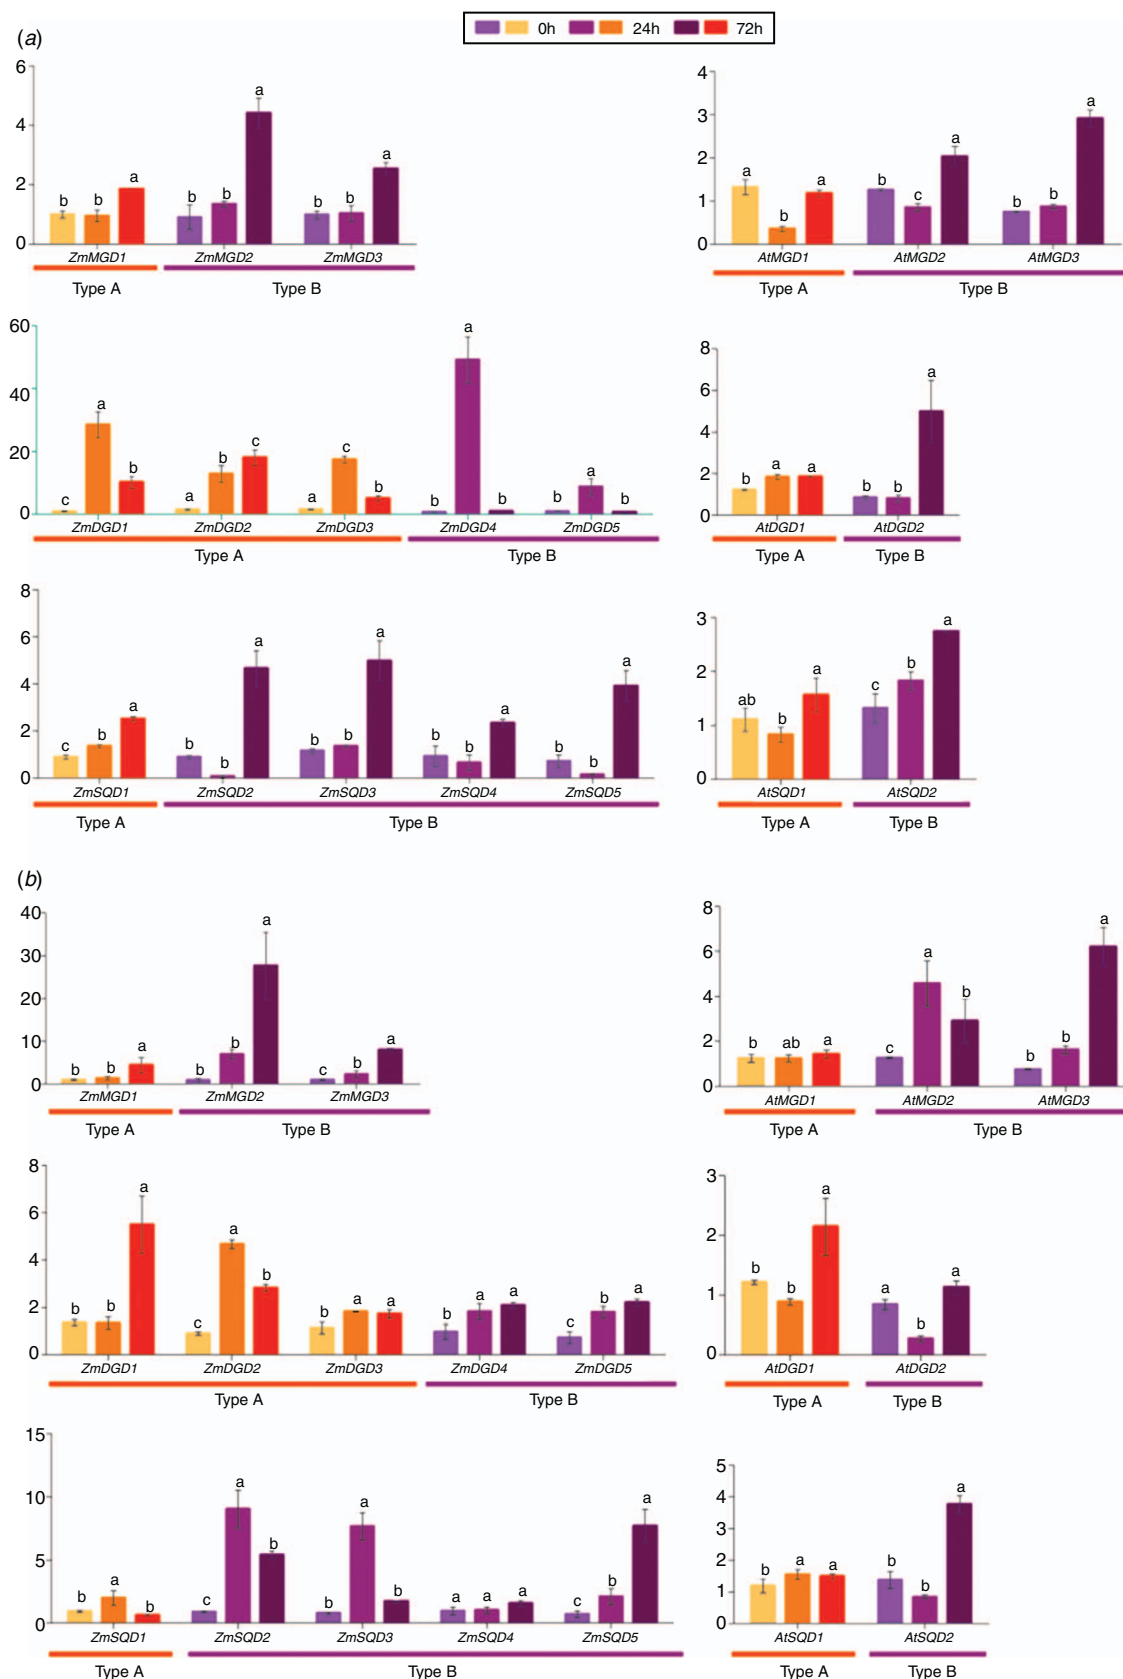 0h 24h 72h
(a)
6
4
2
0
b b a b b a b b a
ZmMGD1 ZmMGD2 ZmMGD3
Type A Type B
4
3
2
1
0
a b a b c a b b a
AtMGD1 AtMGD2 AtMGD3
Type A Type B
60
40
20
0
c a b a b c a c b b a b b a b
ZmDGD1 ZmDGD2 ZmDGD3 ZmDGD4 ZmDGD5
Type A Type B
8
6
4
2
0
b a a b b a
AtDGD1 AtDGD2
Type A Type B
8
6
4
2
0
c b a b b a b b a b b a b b a
ZmSQD1 ZmSQD2 ZmSQD3 ZmSQD4 ZmSQD5
Type A Type B
3
2
1
0
ab b a c b a
AtSQD1 AtSQD2
Type A Type B
(b)
40
30
20
10
0
b b a b b a c b a
ZmMGD1 ZmMGD2 ZmMGD3
Type A Type B
8
6
4
2
0
b ab a c a b b b a
AtMGD1 AtMGD2 AtMGD3
Type A Type B
8
6
4
2
0
b b a c a b b a a b a a c b a
ZmDGD1 ZmDGD2 ZmDGD3 ZmDGD4 ZmDGD5
Type A Type B
3
2
1
0
b b a a b a
AtDGD1 AtDGD2
Type A Type B
15
10
5
0
b a b c a b b a b a a a c b a
ZmSQD1 ZmSQD2 ZmSQD3 ZmSQD4 ZmSQD5
Type A Type B
5
4
3
2
1
0
b a a b b a
AtSQD1 AtSQD2
Type A Type B